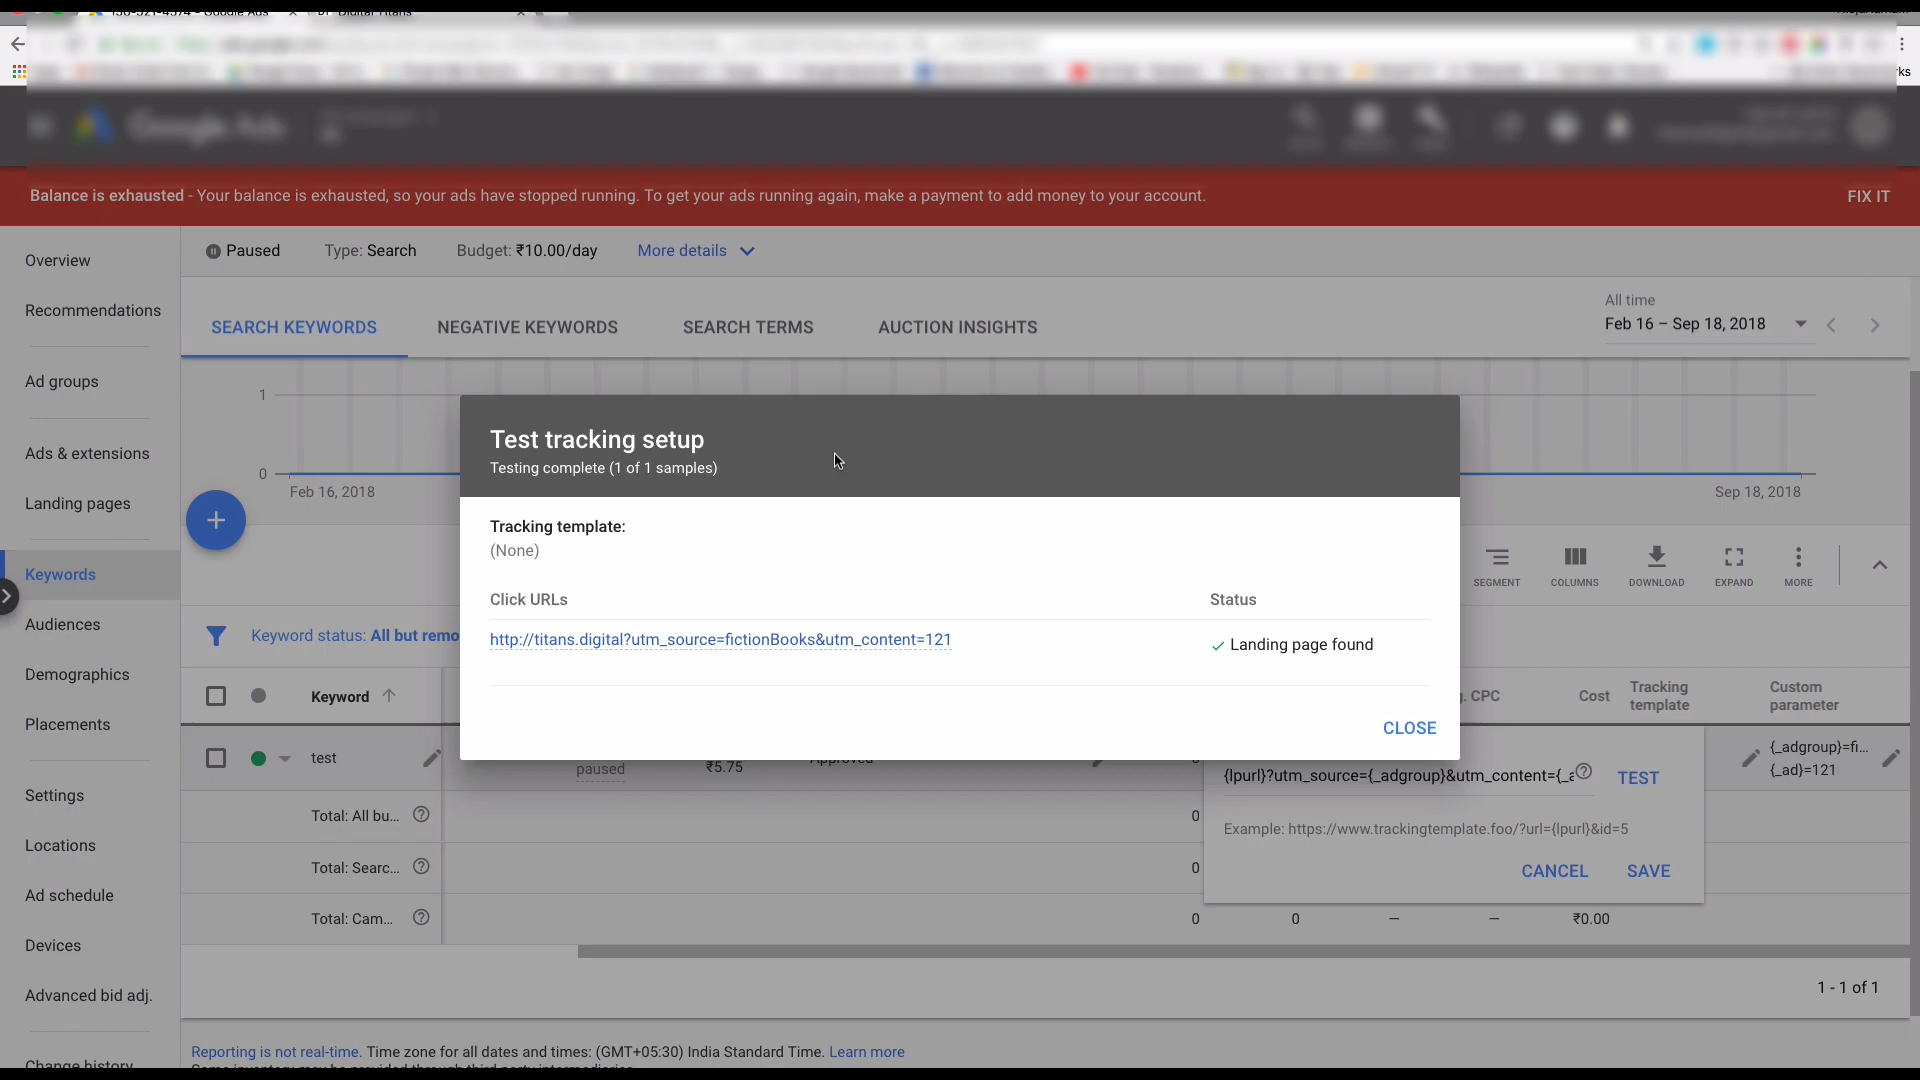 Balance is exhausted - Your balance is exhausted, so your ads have stopped running. To get your ads running again, make a payment to add money to your account.
FIX IT
Paused
Type: Search
Budget: ₹10.00/day
More details
Overview
Recommendations
Ad groups
Ads & extensions
Landing pages
Keywords
Audiences
Demographics
Placements
Settings
Locations
Ad schedule
Devices
Advanced bid adj.
Change history
SEARCH KEYWORDS
NEGATIVE KEYWORDS
SEARCH TERMS
AUCTION INSIGHTS
All time
Feb 16 – Sep 18, 2018
1
0
Feb 16, 2018
Sep 18, 2018
Test tracking setup
Testing complete (1 of 1 samples)
Tracking template:
(None)
Click URLs
Status
http://titans.digital?utm_source=fictionBooks&utm_content=121
Landing page found
CLOSE
SEGMENT
COLUMNS
DOWNLOAD
EXPAND
MORE
Keyword status: All but remo
Keyword
CPC
Cost
Tracking template
Custom parameter
test
paused
₹5.75
Approved
{lpurl}?utm_source={_adgroup}&utm_content={_a
TEST
{_adgroup}=fi...
{_ad}=121
Example: https://www.trackingtemplate.foo/?url={lpurl}&id=5
CANCEL
SAVE
Total: All bu...
0
Total: Searc...
0
Total: Cam...
0
0
–
–
₹0.00
1 - 1 of 1
Reporting is not real-time. Time zone for all dates and times: (GMT+05:30) India Standard Time. Learn more